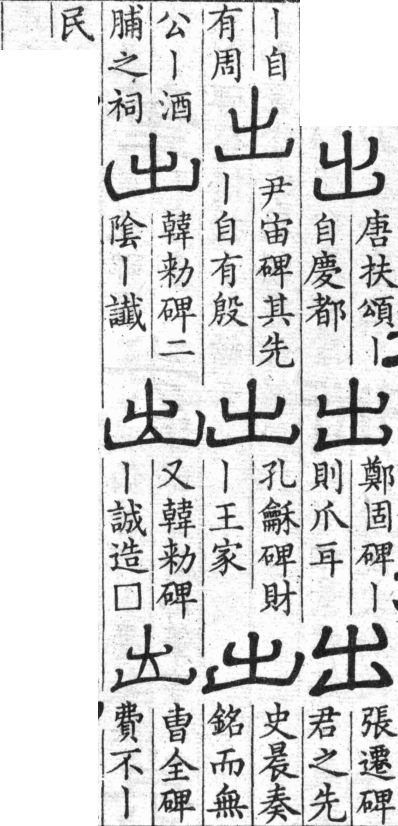 出
唐扶頌丨
自慶都
出
鄭固碑丨
則爪耳
出
張遷碑
君之先
丨自
有周
出
尹宙碑其先
丨自有殷
出
孔龢碑財
丨王家
出
史晨奏
銘而無
公丨酒
脯之祠
出
韓勑碑二
陰丨讖
出
又韓勑碑
丨誠造□
出
曺全碑
費不丨
民